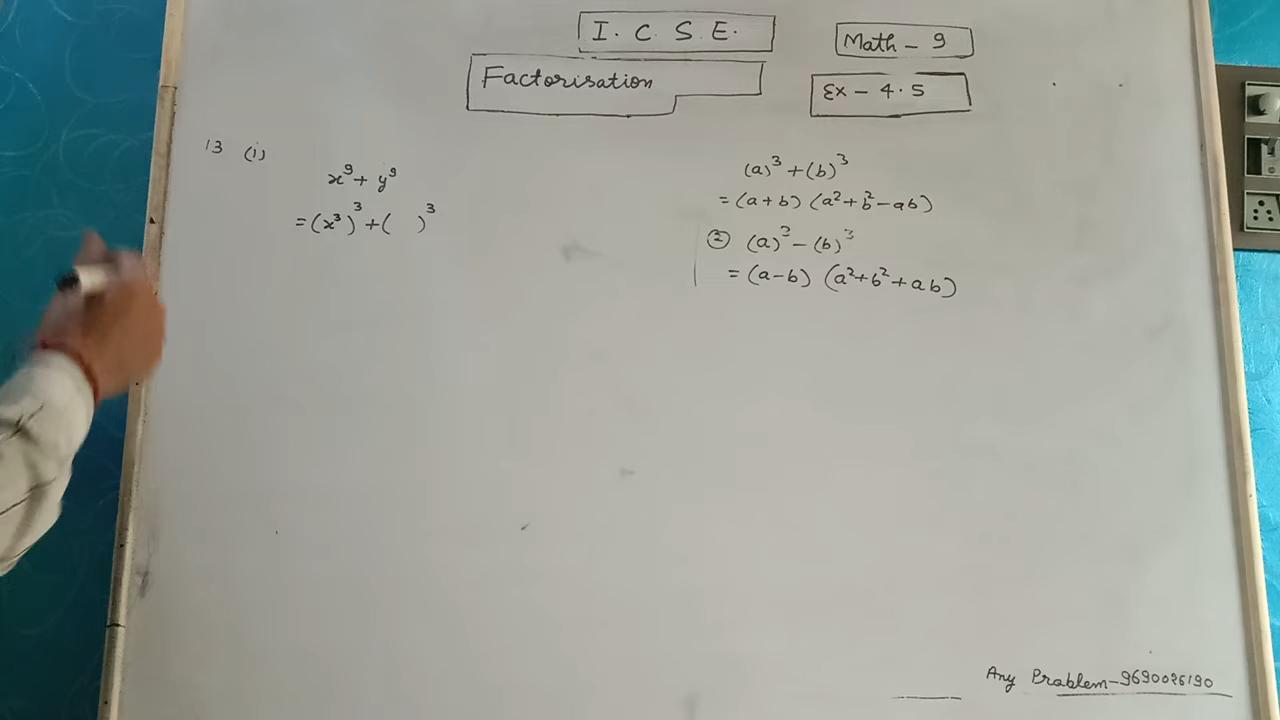 I. C. S. E.
Math - 9
Factorisation
Ex - 4.5
13 (i)
x⁹ + y⁹
= (x³)³ + (   )³
(a)³ + (b)³
= (a + b) (a² + b² - ab)
② (a)³ - (b)³
= (a - b) (a² + b² + ab)
Any Problem - 9690026190